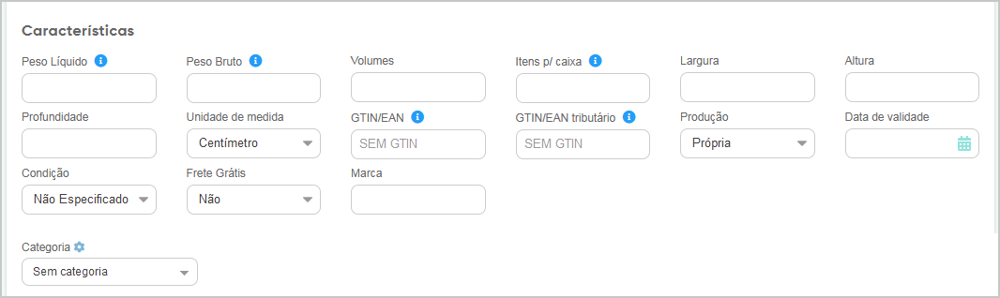 Características
Peso Líquido Peso Bruto Volumes Itens p/ caixa Largura Altura
Profundidade Unidade de medida GTIN/EAN GTIN/EAN tributário Produção Data de validade
Centímetro SEM GTIN SEM GTIN Própria
Condição Frete Grátis Marca
Não Especificado Não
Categoria
Sem categoria